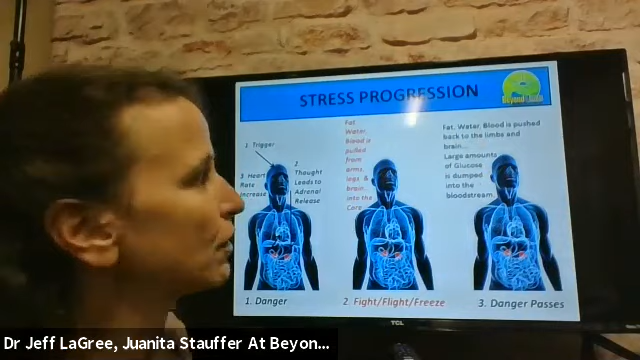 STRESS PROGRESSION
1. Trigger
2
Thought
Leads to
Adrenal
Release
3 Heart
Rate
Increase
Fat
Water,
Blood is
pulled
from
arms,
legs, &
brain,
into the
Core
Fat, Water, Blood is pushed
back to the limbs and
brain...
Large amounts
of Glucose
is dumped
into the
bloodstream.
1. Danger
2. Fight/Flight/Freeze
3. Danger Passes
TCL
Dr Jeff LaGree, Juanita Stauffer At Beyon...